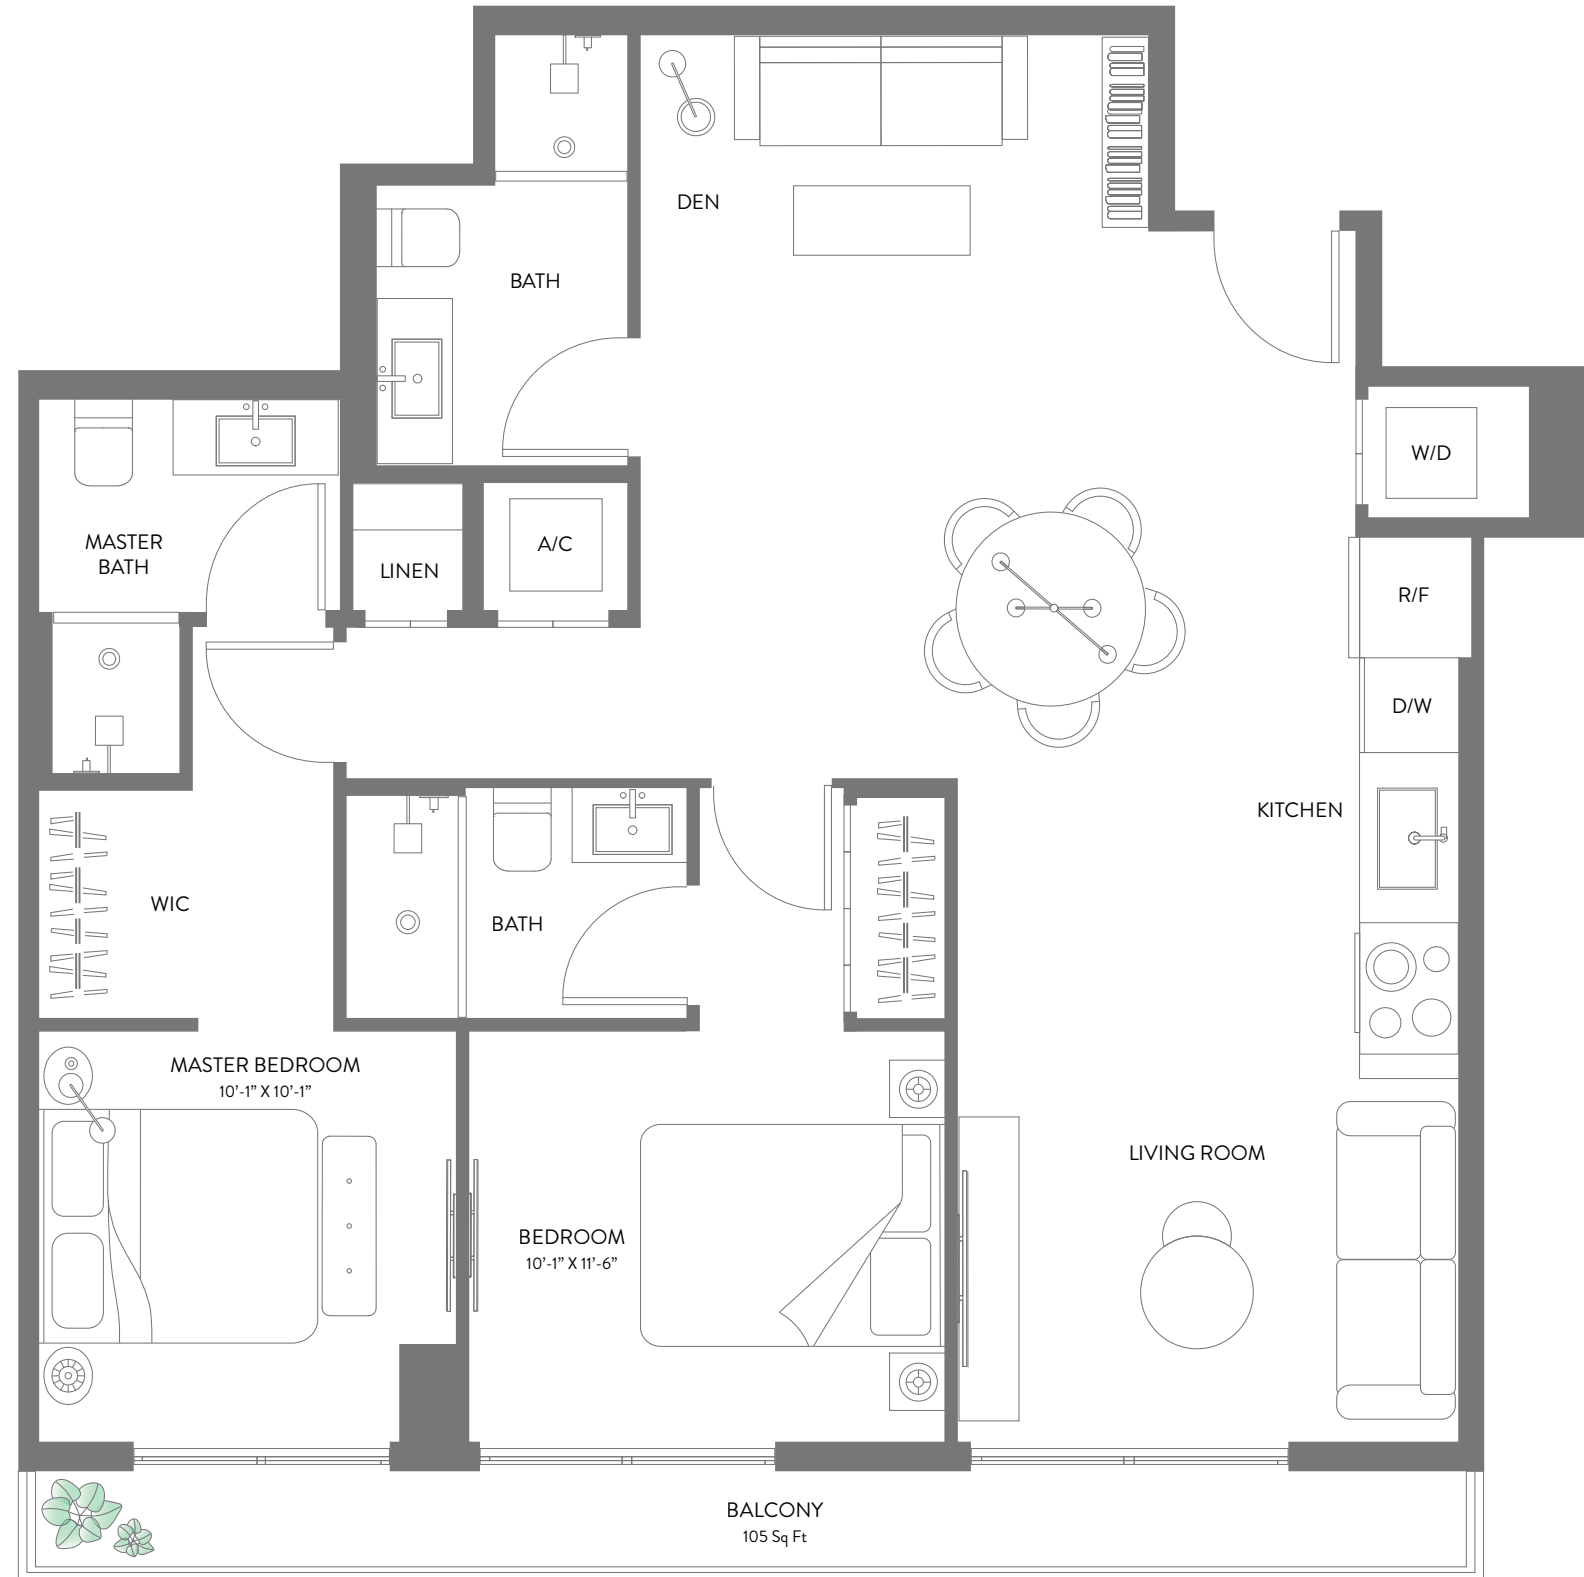 DEN
BATH
W/D
MASTER
BATH
LINEN
A/C
R/F
D/W
KITCHEN
WIC
BATH
MASTER BEDROOM
10’-1” X 10’-1”
LIVING ROOM
BEDROOM
10’-1” X 11’-6”
BALCONY
105 Sq Ft